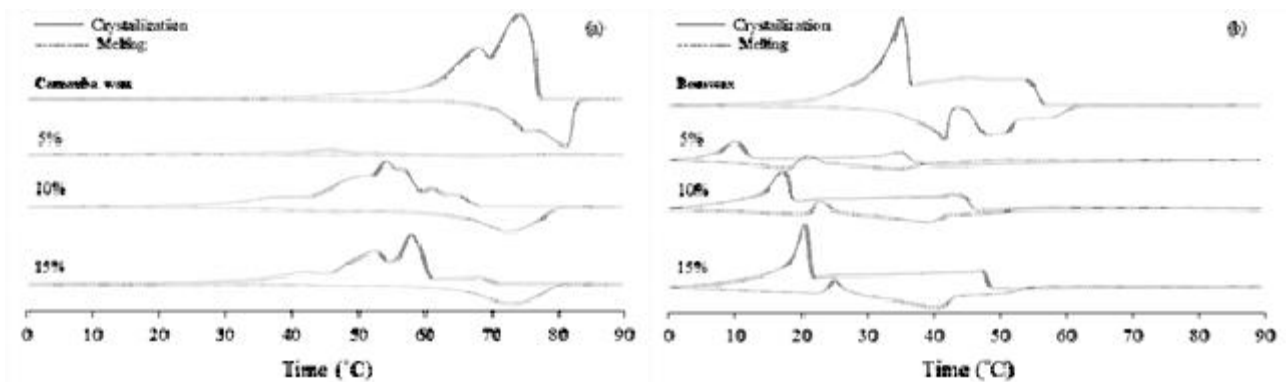 Crystallization
Melting
(a)
Carnauba wax
5%
10%
15%
0 10 20 30 40 50 60 70 80 90
Time (˚C)
Crystallization
Melting
(b)
Beeswax
5%
10%
15%
0 10 20 30 40 50 60 70 80 90
Time (˚C)